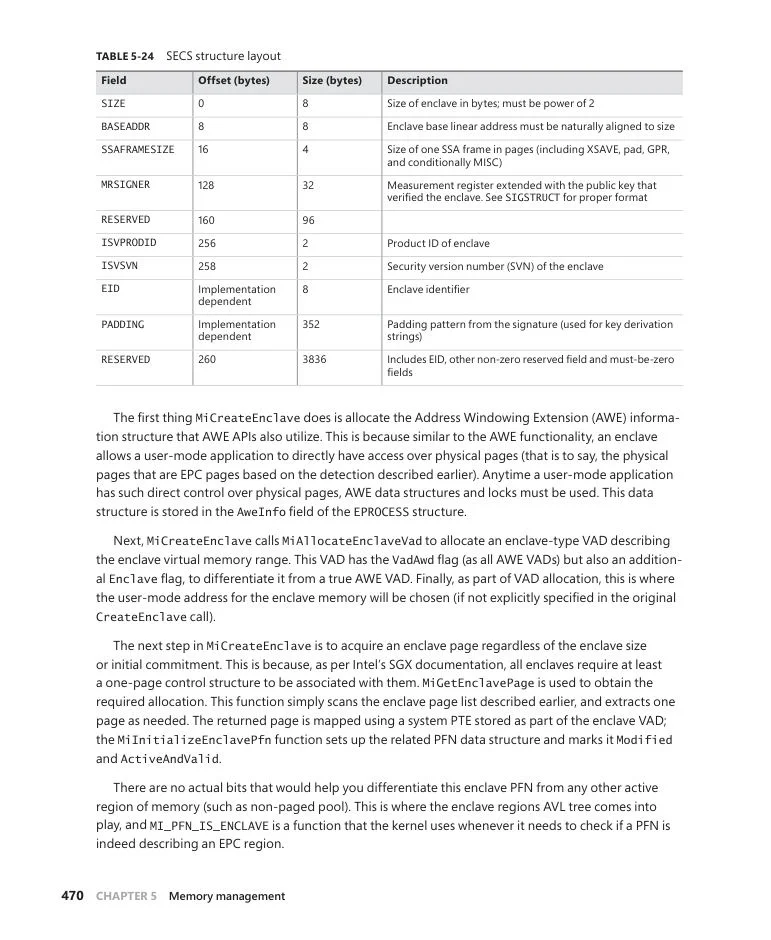 TABLE 5-24 SECS structure layout
Field Offset (bytes) Size (bytes) Description
SIZE 0 8 Size of enclave in bytes; must be power of 2
BASEADDR 8 8 Enclave base linear address must be naturally aligned to size
SSAFRAMESIZE 16 4 Size of one SSA frame in pages (including XSAVE, pad, GPR,
and conditionally MISC)
MRSIGNER 128 32 Measurement register extended with the public key that
verified the enclave. See SIGSTRUCT for proper format
RESERVED 160 96
ISVPRODID 256 2 Product ID of enclave
ISVSVN 258 2 Security version number (SVN) of the enclave
EID Implementation 8 Enclave identifier
dependent
PADDING Implementation 352 Padding pattern from the signature (used for key derivation
dependent strings)
RESERVED 260 3836 Includes EID, other non-zero reserved field and must-be-zero
fields
The first thing MiCreateEnclave does is allocate the Address Windowing Extension (AWE) informa-
tion structure that AWE APIs also utilize. This is because similar to the AWE functionality, an enclave
allows a user-mode application to directly have access over physical pages (that is to say, the physical
pages that are EPC pages based on the detection described earlier). Anytime a user-mode application
has such direct control over physical pages, AWE data structures and locks must be used. This data
structure is stored in the AweInfo field of the EPROCESS structure.
Next, MiCreateEnclave calls MiAllocateEnclaveVad to allocate an enclave-type VAD describing
the enclave virtual memory range. This VAD has the VadAwd flag (as all AWE VADs) but also an addition-
al Enclave flag, to differentiate it from a true AWE VAD. Finally, as part of VAD allocation, this is where
the user-mode address for the enclave memory will be chosen (if not explicitly specified in the original
CreateEnclave call).
The next step in MiCreateEnclave is to acquire an enclave page regardless of the enclave size
or initial commitment. This is because, as per Intel's SGX documentation, all enclaves require at least
a one-page control structure to be associated with them. MiGetEnclavePage is used to obtain the
required allocation. This function simply scans the enclave page list described earlier, and extracts one
page as needed. The returned page is mapped using a system PTE stored as part of the enclave VAD;
the MiInitializeEnclavePfn function sets up the related PFN data structure and marks it Modified
and ActiveAndValid.
There are no actual bits that would help you differentiate this enclave PFN from any other active
region of memory (such as non-paged pool). This is where the enclave regions AVL tree comes into
play, and MI_PFN_IS_ENCLAVE is a function that the kernel uses whenever it needs to check if a PFN is
indeed describing an EPC region.
470 CHAPTER 5 Memory management